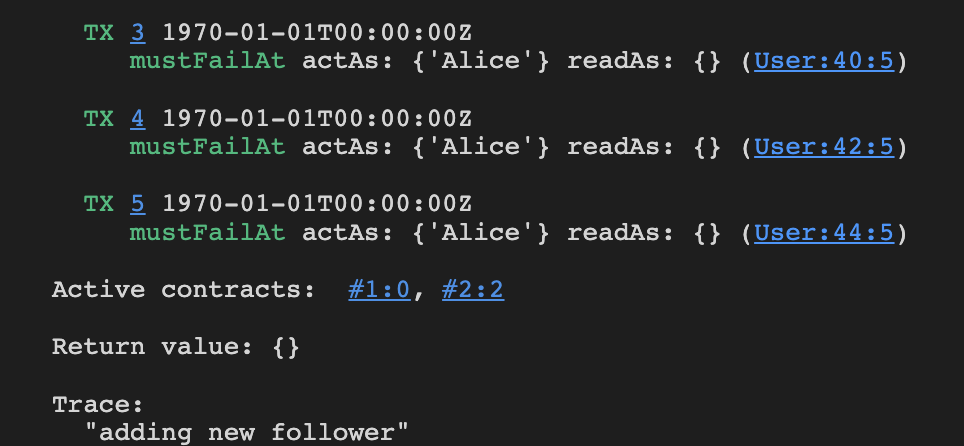 TX 3 1970-01-01T00:00:00Z
mustFailAt actAs: {'Alice'} readAs: {} (User:40:5)
TX 4 1970-01-01T00:00:00Z
mustFailAt actAs: {'Alice'} readAs: {} (User:42:5)
TX 5 1970-01-01T00:00:00Z
mustFailAt actAs: {'Alice'} readAs: {} (User:44:5)
Active contracts: #1:0, #2:2
Return value: {}
Trace:
"adding new follower"